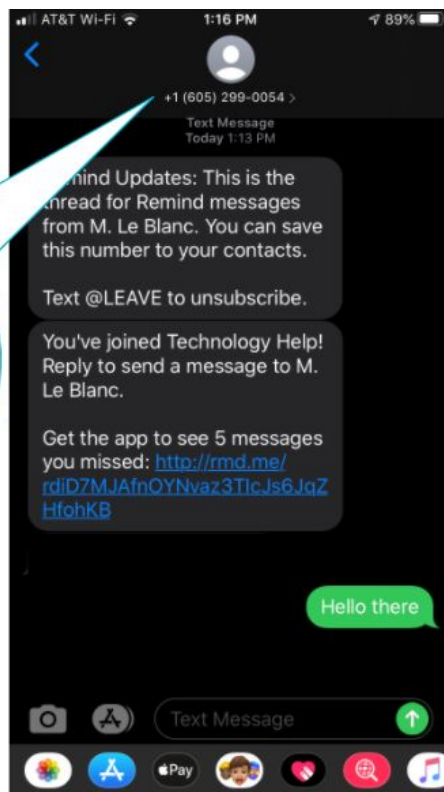 AT&T Wi-Fi 1:16 PM 89%
+1 (605) 299-0054 >
Text Message
Today 1:13 PM
mind Updates: This is the
thread for Remind messages
from M. Le Blanc. You can save
this number to your contacts.
Text @LEAVE to unsubscribe.
You've joined Technology Help!
Reply to send a message to M.
Le Blanc.
Get the app to see 5 messages
you missed: http://rmd.me/
rdiD7MJAfnOYNvaz3TlcJs6JqZ
HfohKB
Hello there
Text Message
Pay